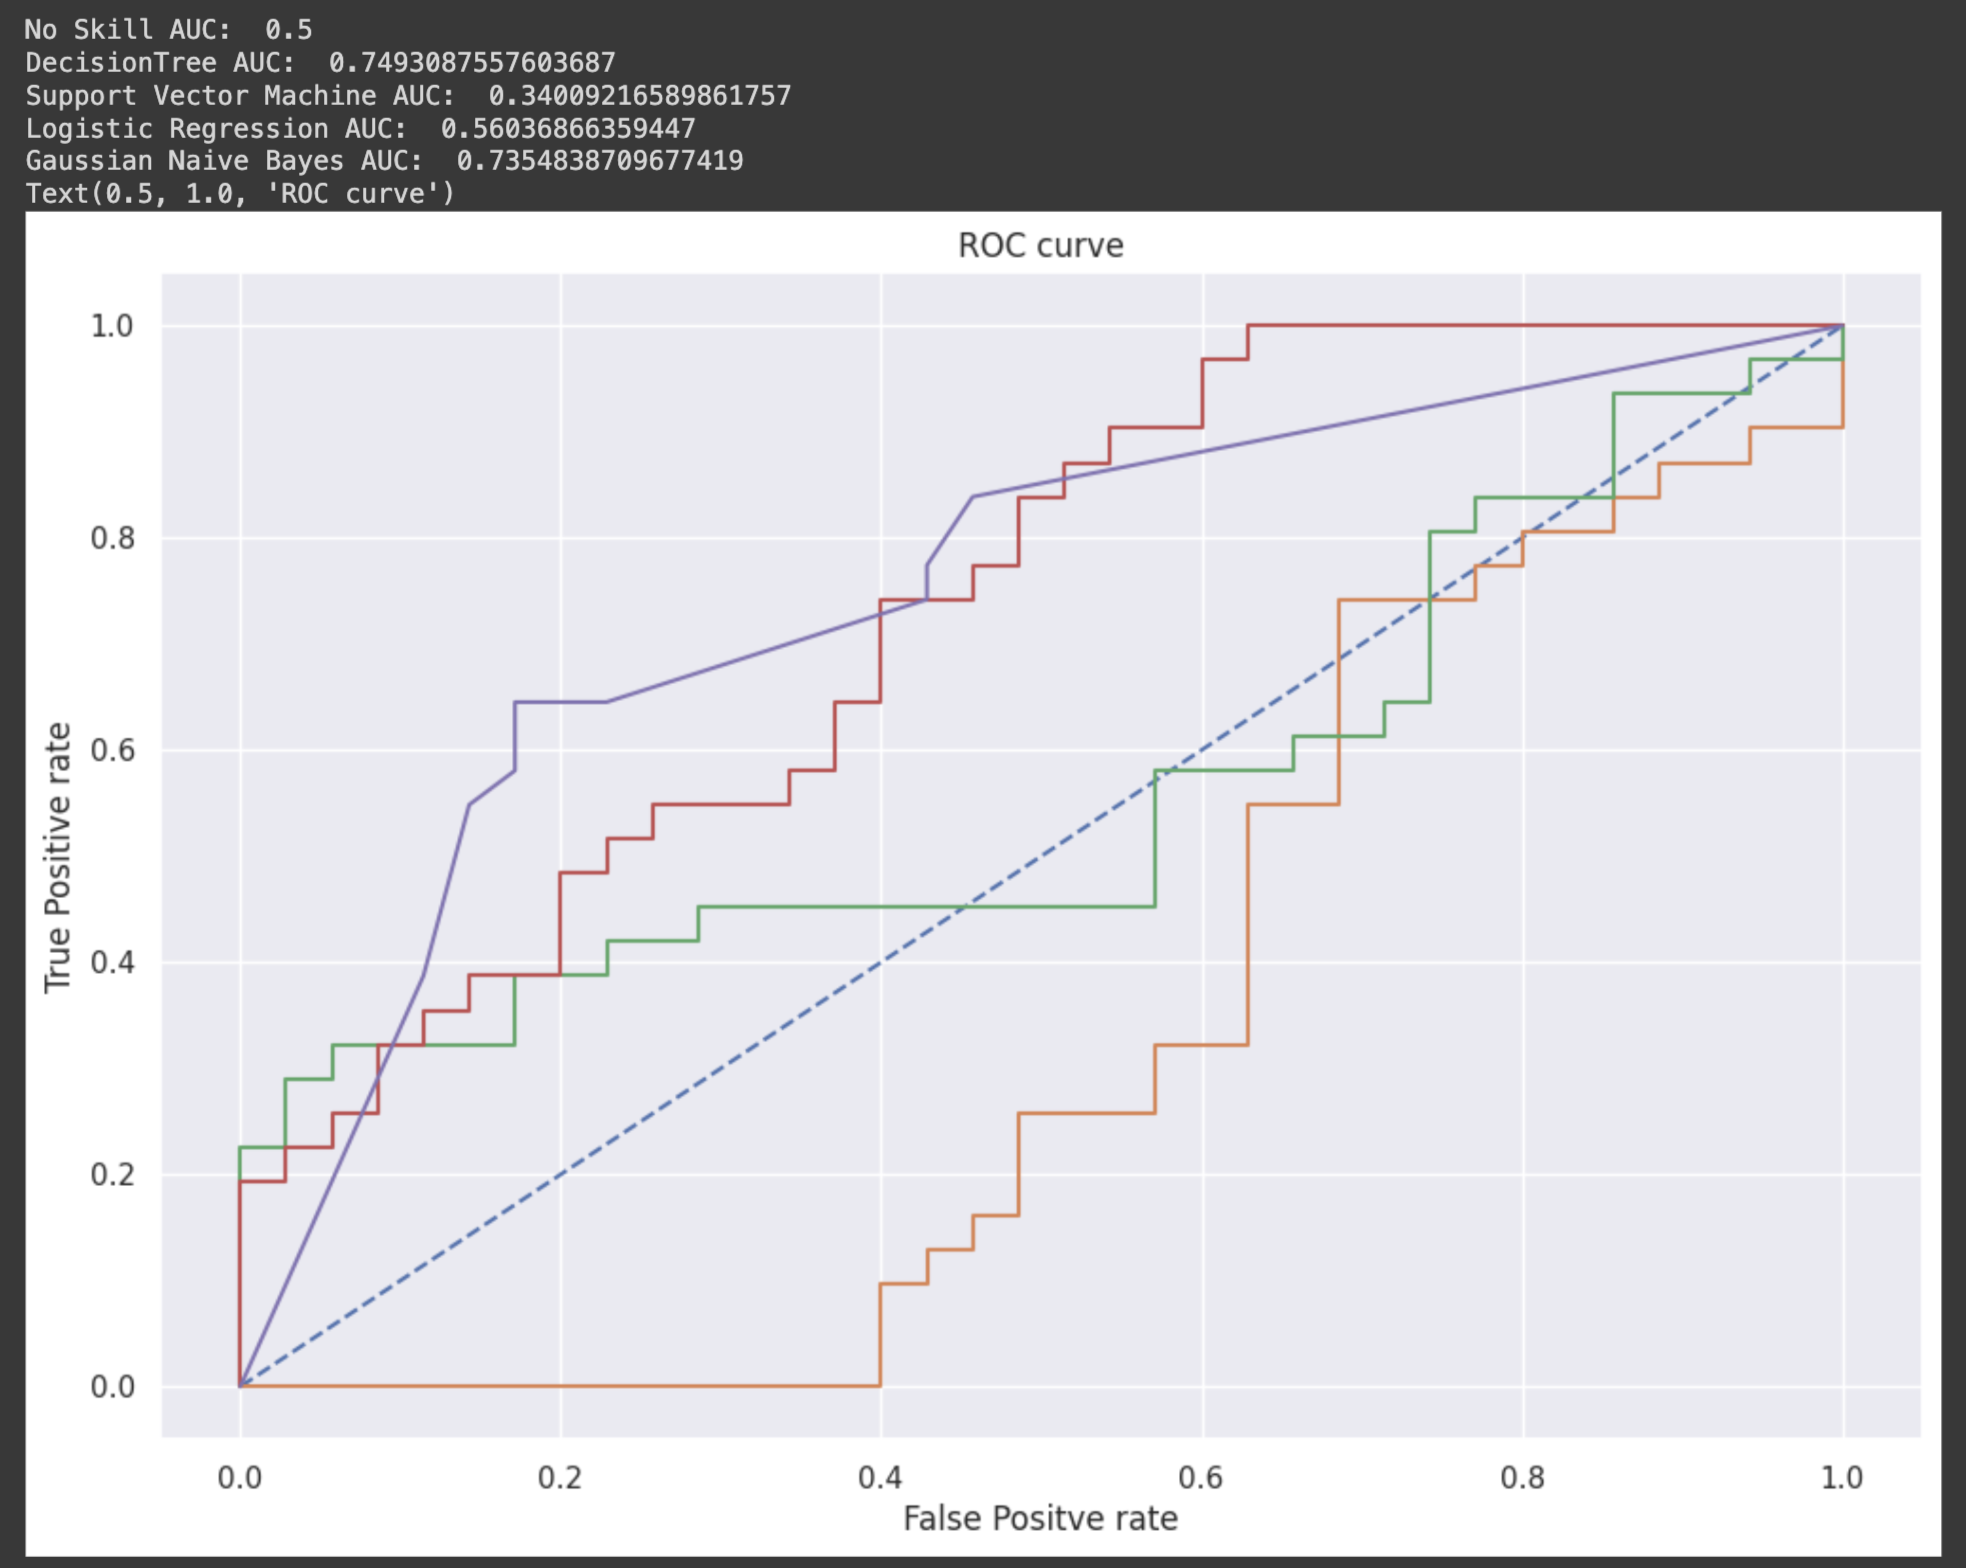 No Skill AUC:  0.5
DecisionTree AUC:  0.7493087557603687
Support Vector Machine AUC:  0.34009216589861757
Logistic Regression AUC:  0.56036866359447
Gaussian Naive Bayes AUC:  0.7354838709677419
Text(0.5, 1.0, 'ROC curve')
ROC curve
1.0
0.8
0.6
0.4
0.2
0.0
True Positive rate
0.0 0.2 0.4 0.6 0.8 1.0
False Positve rate